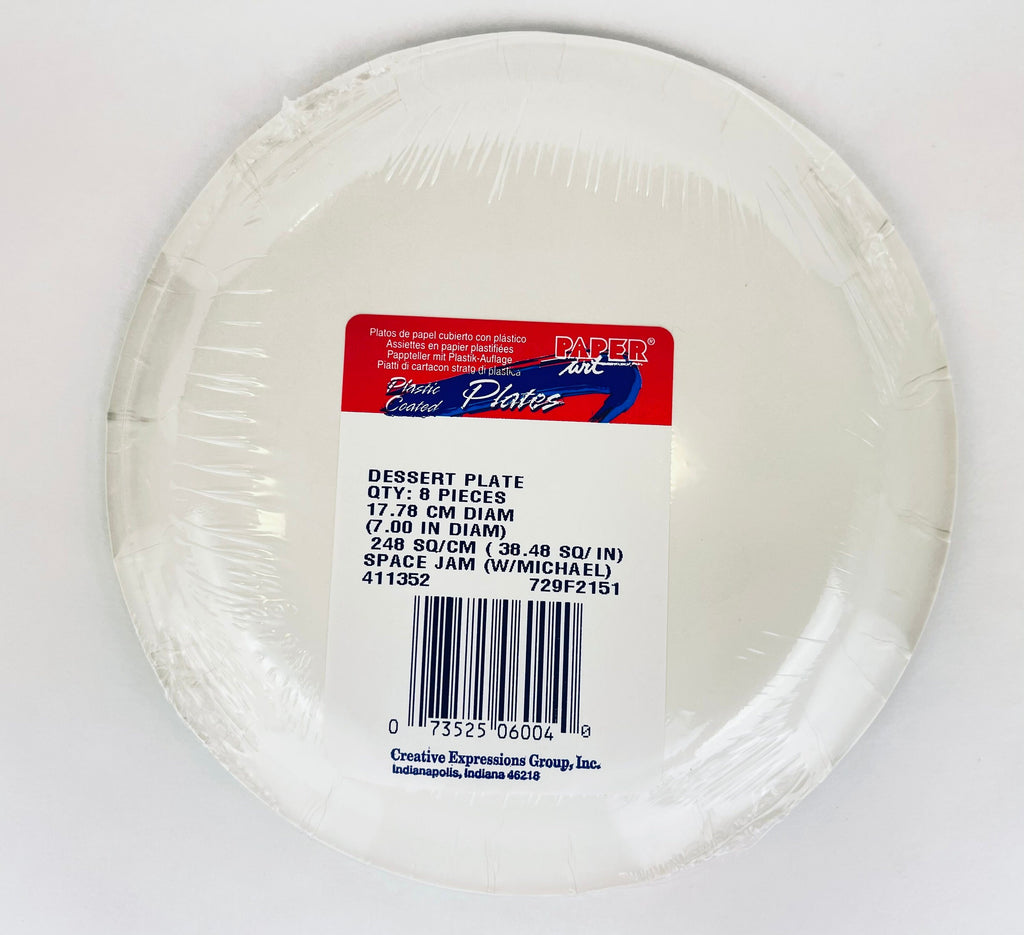 Platos de papel cubierto con plástico
Assiettes en papier plastifiées
Pappteller mit Plastik-Auflage
Piatti di cartacon strato di plastica
PAPER®
art
Plastic
Coated
Plates
DESSERT PLATE
QTY: 8 PIECES
17.78 CM DIAM
(7.00 IN DIAM)
248 SQ/CM ( 38.48 SQ/ IN)
SPACE JAM (W/MICHAEL)
411352 729F2151
0 73525 06004 0
Creative Expressions Group, Inc.
Indianapolis, Indiana 46218